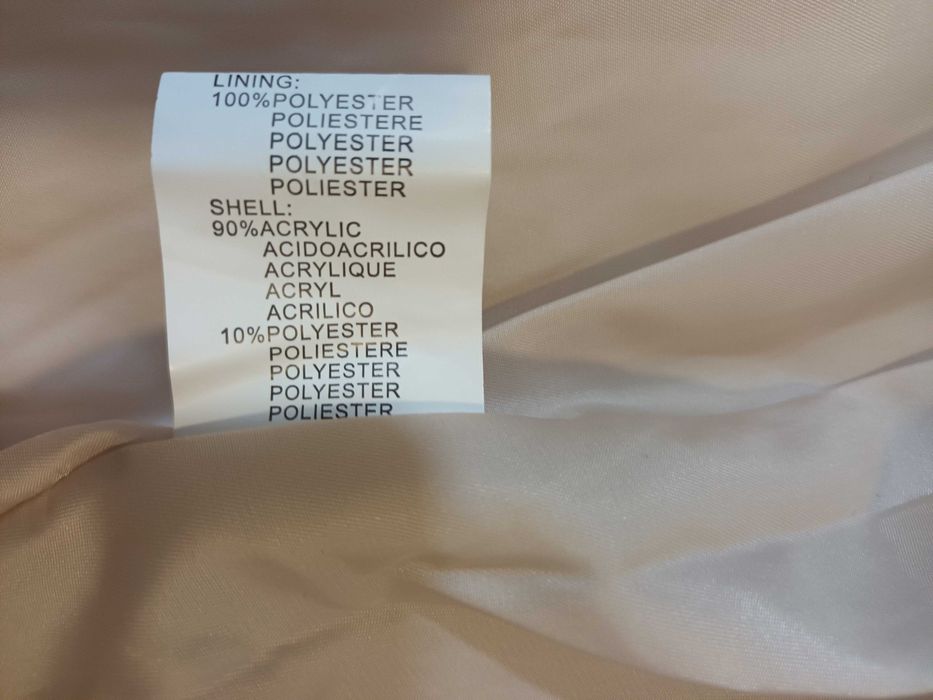 LINING:
100%POLYESTER
POLIESTERE
POLYESTER
POLYESTER
POLIESTER
SHELL:
90%ACRYLIC
ACIDOACRILICO
ACRYLIQUE
ACRYL
ACRILICO
10%POLYESTER
POLIESTERE
POLYESTER
POLYESTER
POLIESTER